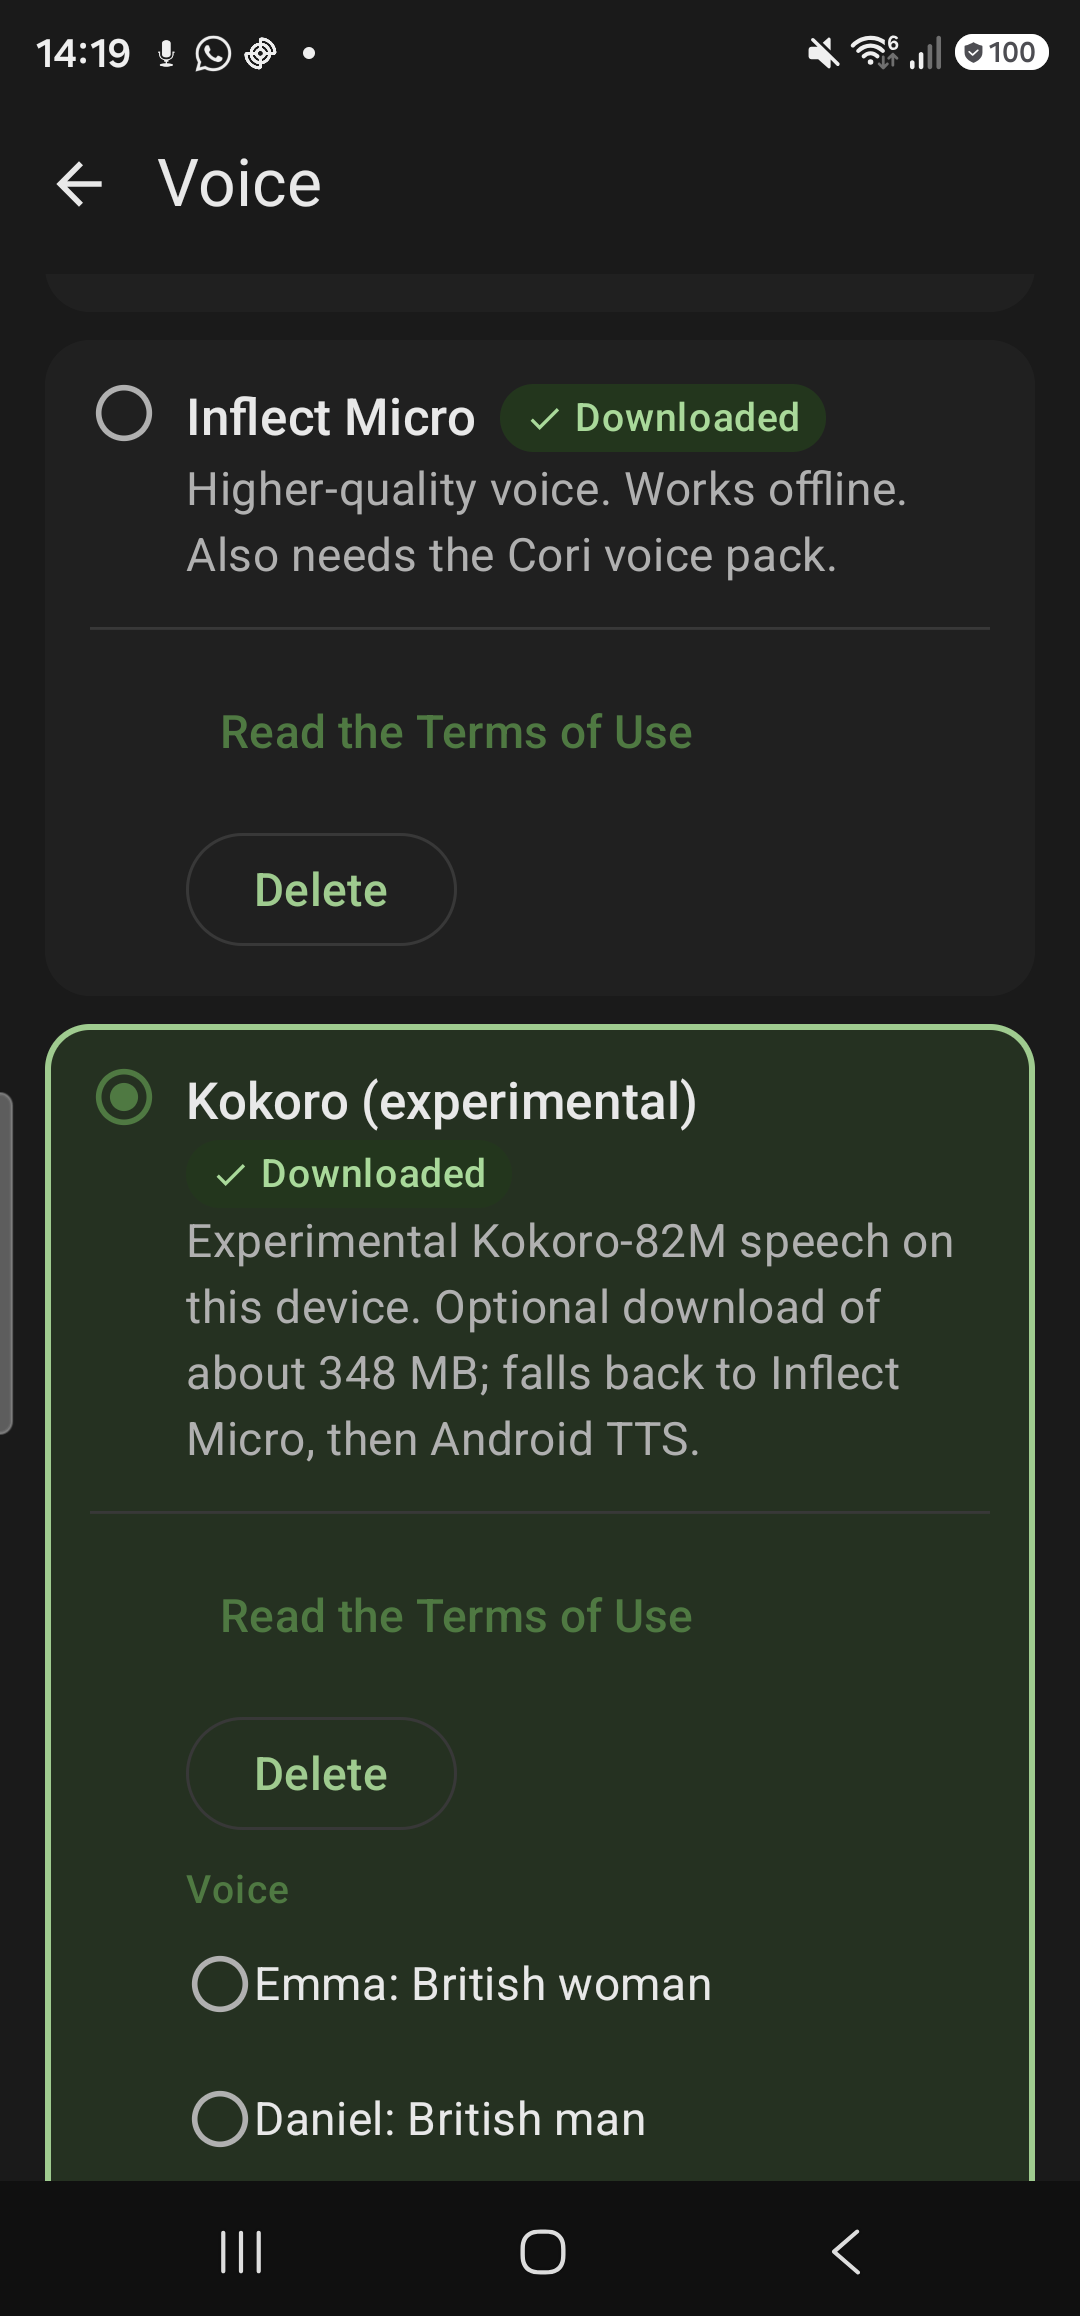 14:19
6
100
Voice
Inflect Micro
Downloaded
Higher-quality voice. Works offline.
Also needs the Cori voice pack.
Read the Terms of Use
Delete
Kokoro (experimental)
Downloaded
Experimental Kokoro-82M speech on
this device. Optional download of
about 348 MB; falls back to Inflect
Micro, then Android TTS.
Read the Terms of Use
Delete
Voice
Emma: British woman
Daniel: British man